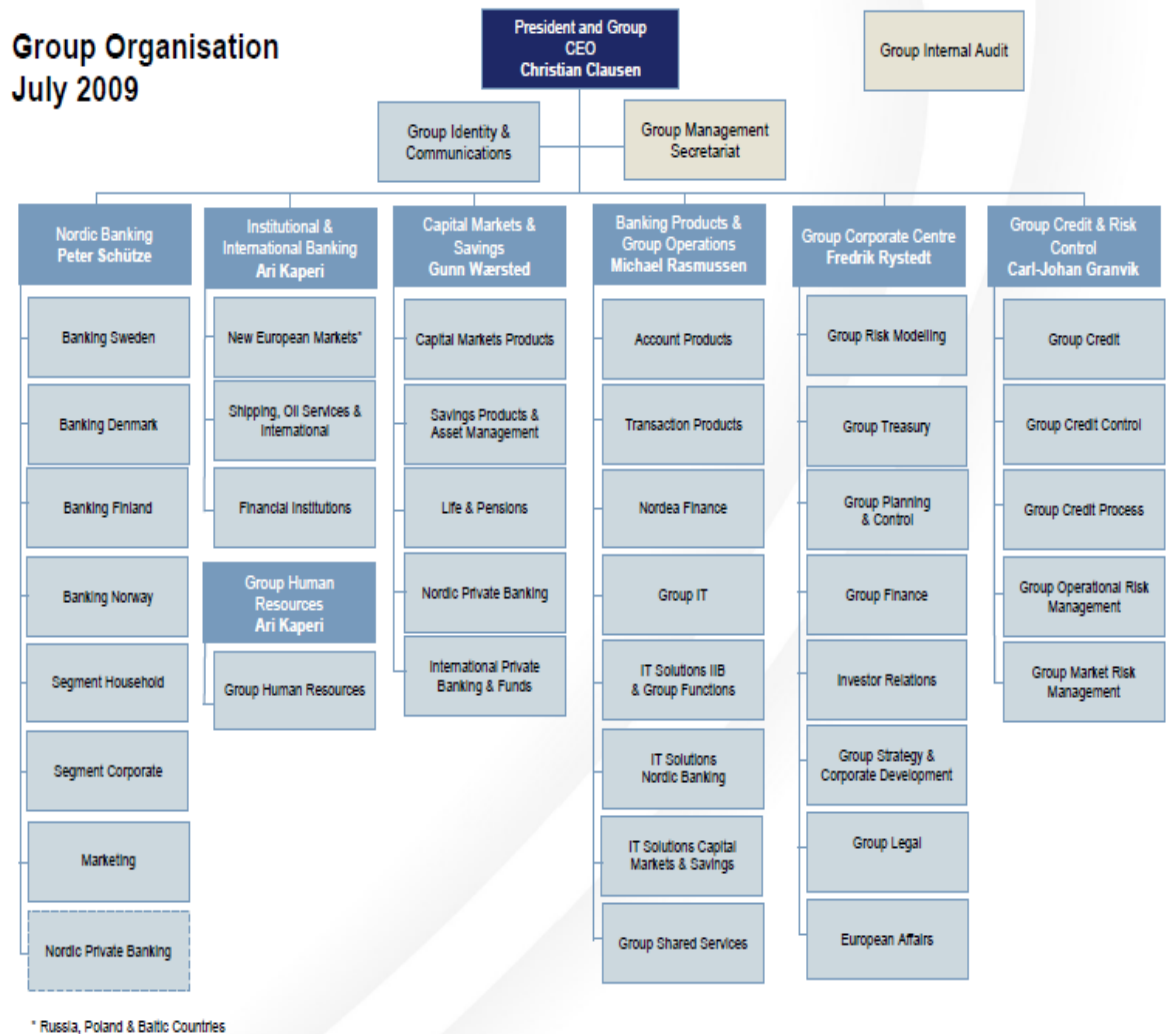 Group Organisation
July 2009
President and Group
CEO
Christian Clausen
Group Internal Audit
Group Identity &
Communications
Group Management
Secretariat
Nordic Banking
Peter Schütze
Banking Sweden
Banking Denmark
Banking Finland
Banking Norway
Segment Household
Segment Corporate
Marketing
Nordic Private Banking
Institutional &
International Banking
Ari Kaperi
New European Markets*
Shipping, Oil Services &
International
Financial Institutions
Group Human
Resources
Ari Kaperi
Group Human Resources
Capital Markets &
Savings
Gunn Wærsted
Capital Markets Products
Savings Products &
Asset Management
Life & Pensions
Nordic Private Banking
International Private
Banking & Funds
Banking Products &
Group Operations
Michael Rasmussen
Account Products
Transaction Products
Nordea Finance
Group IT
IT Solutions IIB
& Group Functions
IT Solutions
Nordic Banking
IT Solutions Capital
Markets & Savings
Group Shared Services
Group Corporate Centre
Fredrik Rystedt
Group Risk Modelling
Group Treasury
Group Planning
& Control
Group Finance
Investor Relations
Group Strategy &
Corporate Development
Group Legal
European Affairs
Group Credit & Risk
Control
Carl-Johan Granvik
Group Credit
Group Credit Control
Group Credit Process
Group Operational Risk
Management
Group Market Risk
Management
* Russia, Poland & Baltic Countries